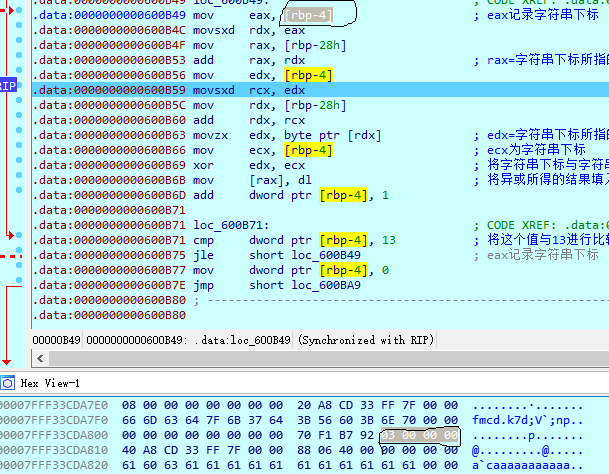 .data:0000000000600B49 loc_600B49: ; CODE XREF: .data:0
.data:0000000000600B49 mov eax, [rbp-4] ; eax记录字符串下标
.data:0000000000600B4C movsxd rdx, eax
.data:0000000000600B4F mov rax, [rbp-28h]
.data:0000000000600B53 add rax, rdx ; rax=字符串下标所指的
.data:0000000000600B56 mov edx, [rbp-4]
RIP .data:0000000000600B59 movsxd rcx, edx
.data:0000000000600B5C mov rdx, [rbp-28h]
.data:0000000000600B60 add rdx, rcx
.data:0000000000600B63 movzx edx, byte ptr [rdx] ; edx=字符串下标所指的
.data:0000000000600B66 mov ecx, [rbp-4] ; ecx为字符串下标
.data:0000000000600B69 xor edx, ecx ; 将字符串下标与字符串
.data:0000000000600B6B mov [rax], dl ; 将异或所得的结果填入
.data:0000000000600B6D add dword ptr [rbp-4], 1
.data:0000000000600B71
.data:0000000000600B71 loc_600B71: ; CODE XREF: .data:0
.data:0000000000600B71 cmp dword ptr [rbp-4], 13 ; 将这个值与13进行比较
.data:0000000000600B75 jle short loc_600B49 ; eax记录字符串下标
.data:0000000000600B77 mov dword ptr [rbp-4], 0
.data:0000000000600B7E jmp short loc_600BA9
.data:0000000000600B80 ; ---------------------------------------------
.data:0000000000600B80
00000B49 0000000000600B49: .data:loc_600B49 (Synchronized with RIP)
Hex View-1
00007FFF33CDA7E0 08 00 00 00 00 00 00 00 20 A8 CD 33 FF 7F 00 00
00007FFF33CDA7F0 66 6D 63 64 7F 6B 37 64 3B 56 60 3B 6E 70 00 00 fmcd.k7d;V`;np..
00007FFF33CDA800 00 00 00 00 00 00 00 00 70 F1 B7 92 03 00 00 00 ........p.......
00007FFF33CDA810 40 A8 CD 33 FF 7F 00 00 88 06 40 00 00 00 00 00 @.........@.....
00007FFF33CDA820 61 60 63 61 61 61 61 61 61 61 61 61 61 61 00 00